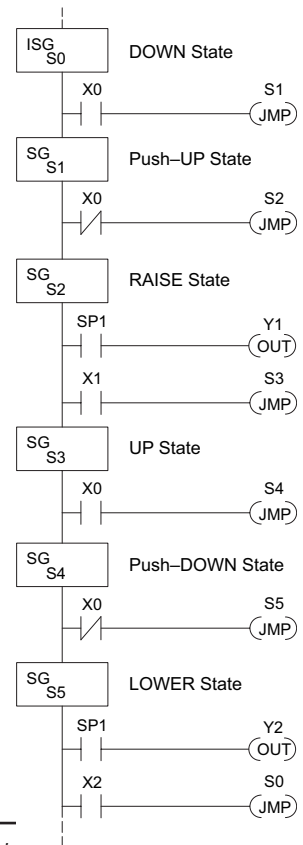 ISG
S0
DOWN State
X0
S1
JMP
SG
S1
Push–UP State
X0
S2
JMP
SG
S2
RAISE State
SP1
Y1
OUT
X1
S3
JMP
SG
S3
UP State
X0
S4
JMP
SG
S4
Push–DOWN State
X0
S5
JMP
SG
S5
LOWER State
SP1
Y2
OUT
X2
S0
JMP